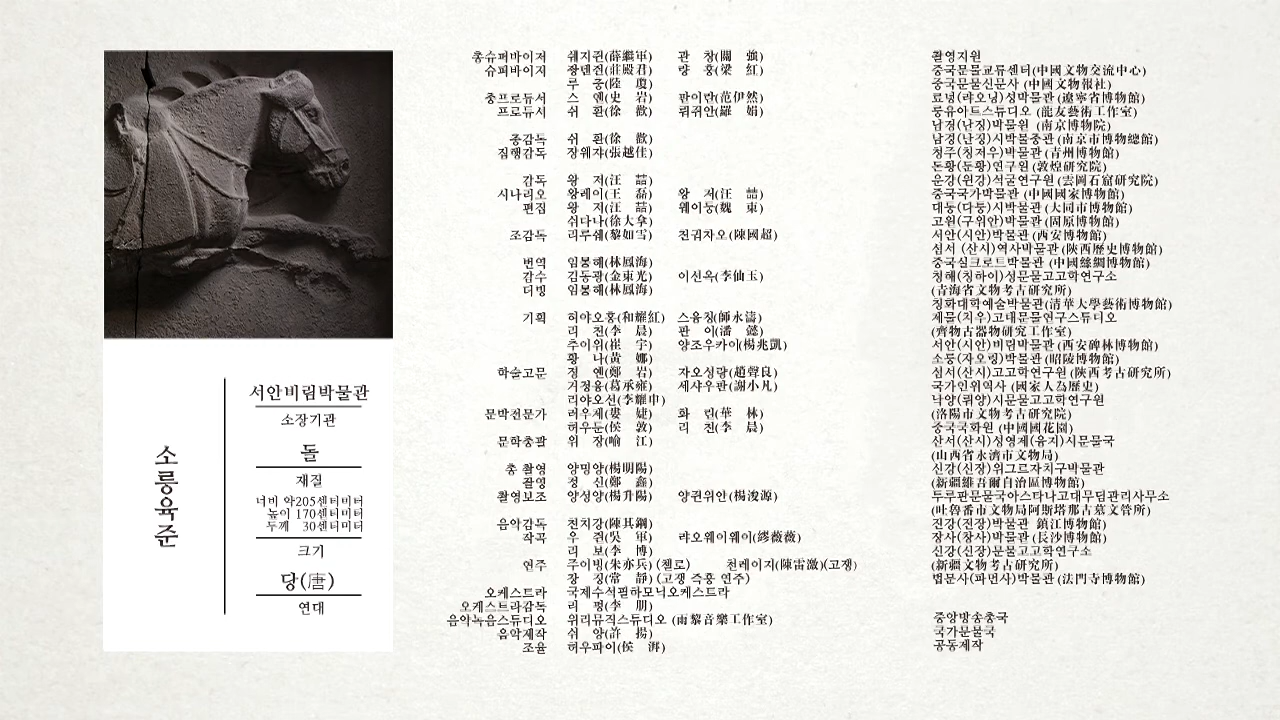 서안비림박물관
소장기관
돌
재질
너비 약205센터미터
높이 170센터미터
두께 30센터미터
크기
당(唐)
연대
소릉육준
총슈퍼바이저 쉐지쥔(薛繼軍) 관 창(關 強)
슈퍼바이저 좡뎬쥔(莊殿君) 량 훙(梁 紅)
루 충(陸 瓊)
총프로듀서 스 옌(史 岩) 판이란(范伊然)
프로듀서 쉬 환(徐 歡) 뤄쥐안(羅 娟)
총감독 쉬 환(徐 歡)
집행감독 장웨쟈(張越佳)
감독 왕 저(汪 喆)
시나리오 왕레이(王 磊) 왕 저(汪 喆)
편집 왕 저(汪 喆) 웨이둥(魏 東)
쉬다나(徐大拿)
조감독 리루쉐(黎如雪) 천궈차오(陳國超)
번역 임봉해(林鳳海)
감수 김동광(金東光) 이신옥(李仙玉)
더빙 임봉해(林鳳海)
기획 허야오홍(和耀紅) 스융칭(師永濤)
리 천(李 晨) 판 이(潘 懿)
추이위(崔 宇) 양조우카이(楊兆凱)
황 나(黃 娜)
학술고문 정 옌(鄭 岩) 자오성량(趙聲良)
거청융(葛承雍) 셰샤우판(謝小凡)
리야오선(李耀申)
문박전문가 러우제(婁 婕) 화 린(華 林)
허우둔(侯 敦) 리 천(李 晨)
문학총괄 위 장(喻 江)
총 촬영 양밍양(楊明陽)
촬영 정 신(鄭 鑫)
촬영보조 양성양(楊升陽) 양쥔위안(楊浚源)
음악감독 천치강(陳其鋼)
작곡 우 쥔(吳 軍) 랴오웨이웨이(繆薇薇)
리 보(李 博)
연주 주이빙(朱亦兵) (첼로) 천레이지(陳雷激)(고쟁)
창 징(常 靜) (고쟁 즉흥 연주)
오케스트라 국제수석필하모닉오케스트라
오게스트라감독 리 펑(李 朋)
음악녹음스튜디오 위리뮤직스튜디오 (雨黎音樂工作室)
음악제작 쉬 양(許 揚)
조율 허우파이(侯 湃)
촬영지원
중국문물교류센터(中國文物交流中心)
중국문물신문사 (中國文物報社)
료녕(랴오닝)성박물관 (遼寧省博物館)
룡유아트스튜디오 (龍友藝術工作室)
남경(난징)박물원 (南京博物院)
남경(난징)시박물총관 (南京市博物總館)
청주(칭저우)박물관 (青州博物館)
돈황(둔황)연구원 (敦煌研究院)
운강(윈강)석굴연구원 (雲岡石窟研究院)
중국국가박물관 (中國國家博物館)
대동(다퉁)시박물관 (大同市博物館)
고원(구위안)박물관 (固原博物館)
서안(시안)박물관 (西安博物館)
섬서 (산시)역사박물관 (陝西歷史博物館)
중국실크로드박물관 (中國絲綢博物館)
청해(칭하이)성문물고고학연구소
(青海省文物考古研究所)
칭화대학예술박물관(清華大學藝術博物館)
제물(치우)고대문물연구스튜디오
(齊物古器物研究工作室)
서안(시안)비림박물관 (西安碑林博物館)
소릉(자오링)박물관 (昭陵博物館)
섬서(산시)고고학연구원 (陝西考古研究所)
국가인위역사 (國家人為歷史)
낙양(뤄양)시문물고고학연구원
(洛陽市文物考古研究院)
중국국화원 (中國國花園)
산서(산시)성영제(융지)시문물국
(山西省永濟市文物局)
신강(신장)위그르자치구박물관
(新疆維吾爾自治區博物館)
투루판문물국아스타나고대무덤관리사무소
(吐魯番市文物局阿斯塔那古墓文管所)
진강(전장)박물관 鎮江博物館)
장사(창사)박물관 (長沙博物館)
신강(신장)문물고고학연구소
(新疆文物考古研究所)
법문사(파먼사)박물관 (法門寺博物館)
중앙방송총국
국가문물국
공동제작